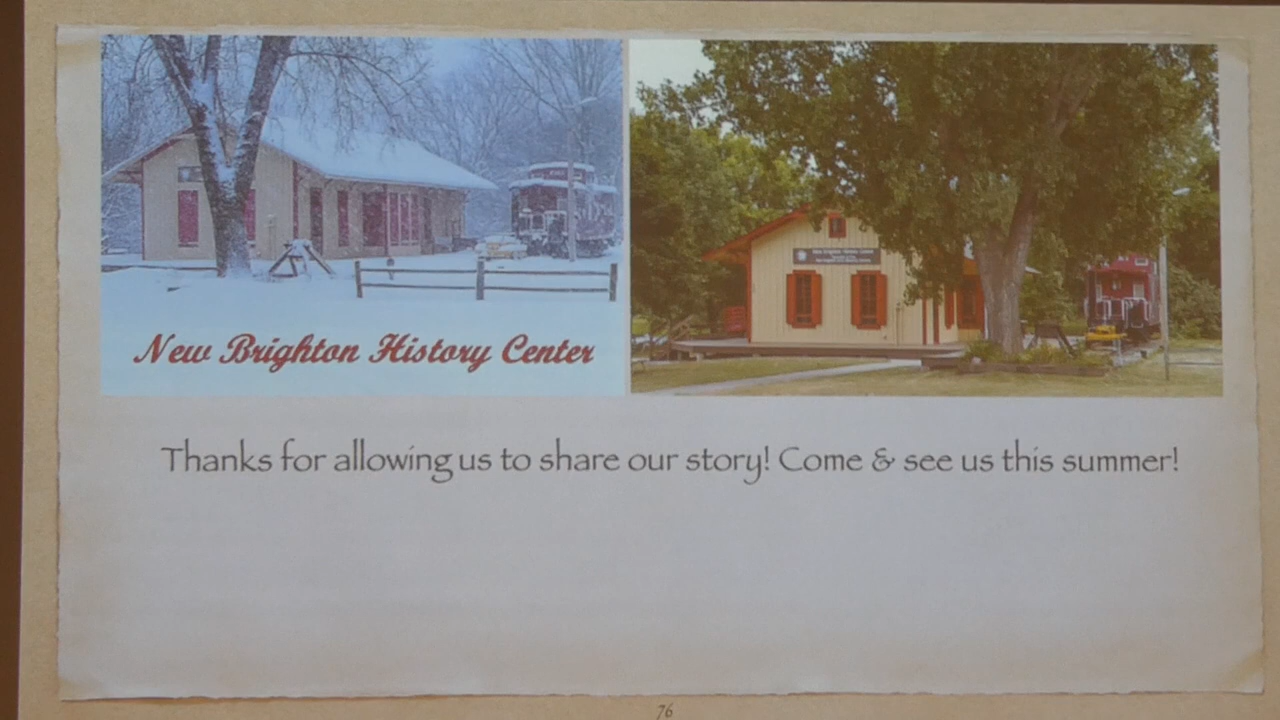 New Brighton History Center
Thanks for allowing us to share our story! Come & see us this summer!
76